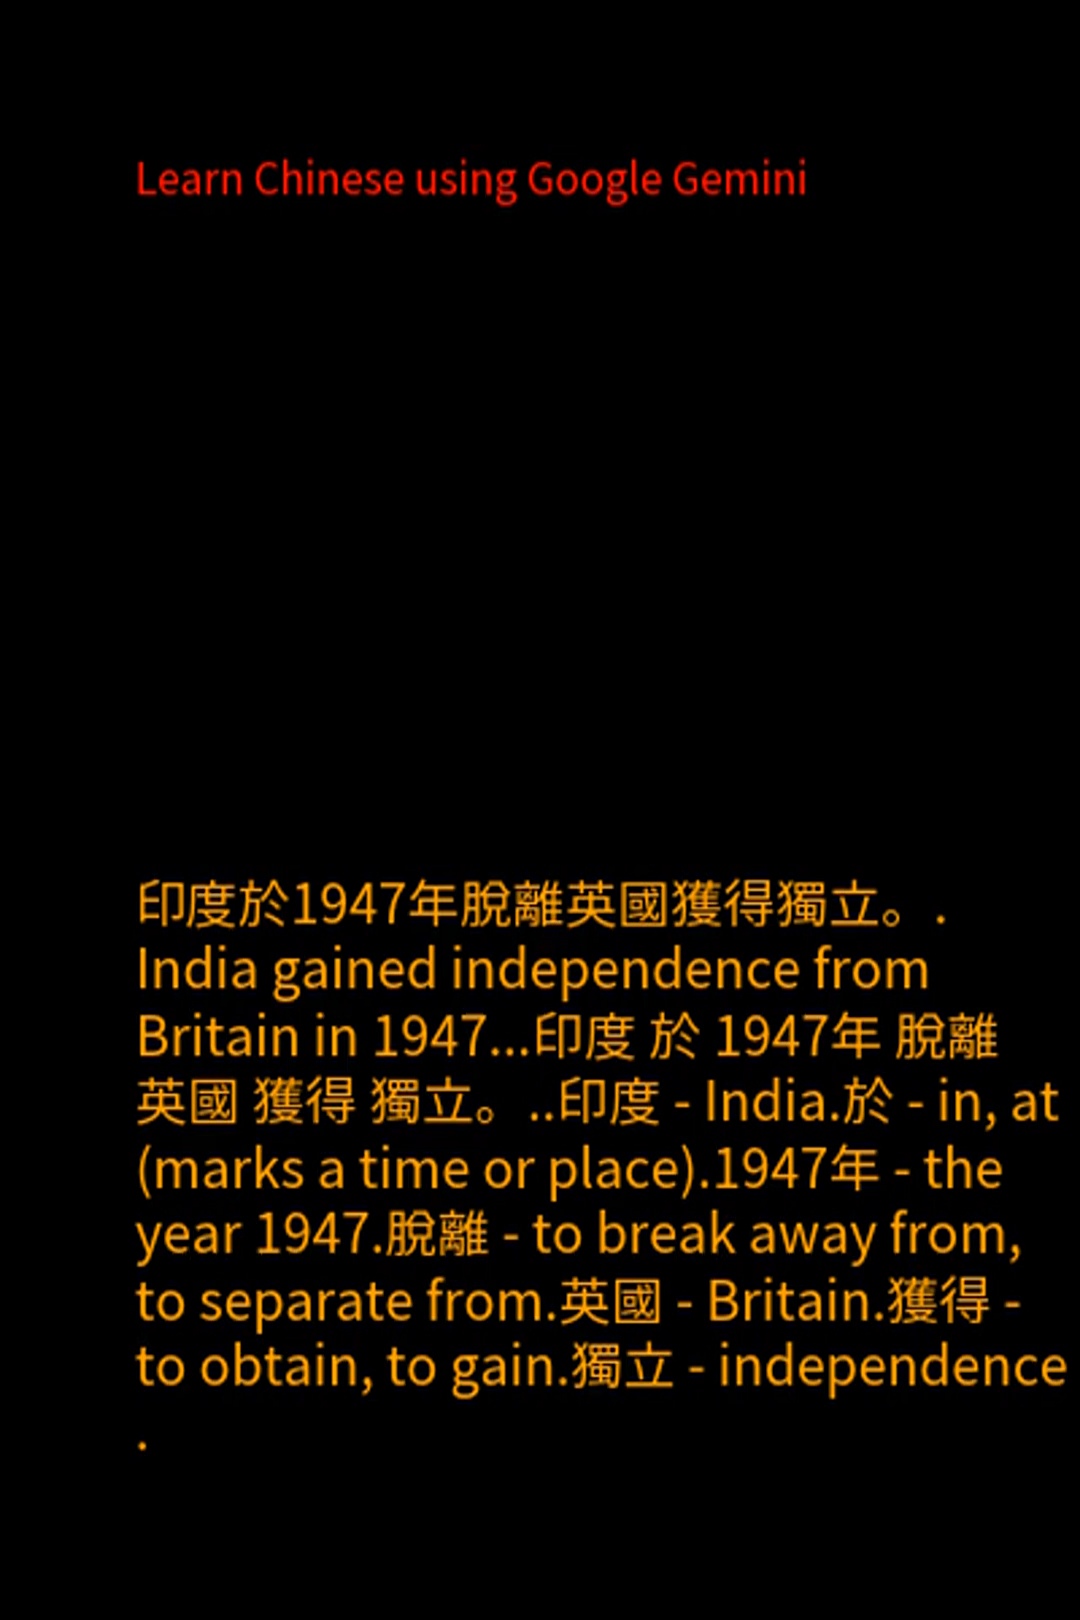 Learn Chinese using Google Gemini
印度於1947年脫離英國獲得獨立。.
India gained independence from
Britain in 1947...印度 於 1947年 脫離
英國 獲得 獨立。..印度 - India.於 - in, at
(marks a time or place).1947年 - the
year 1947.脫離 - to break away from,
to separate from.英國 - Britain.獲得 -
to obtain, to gain.獨立 - independence
.